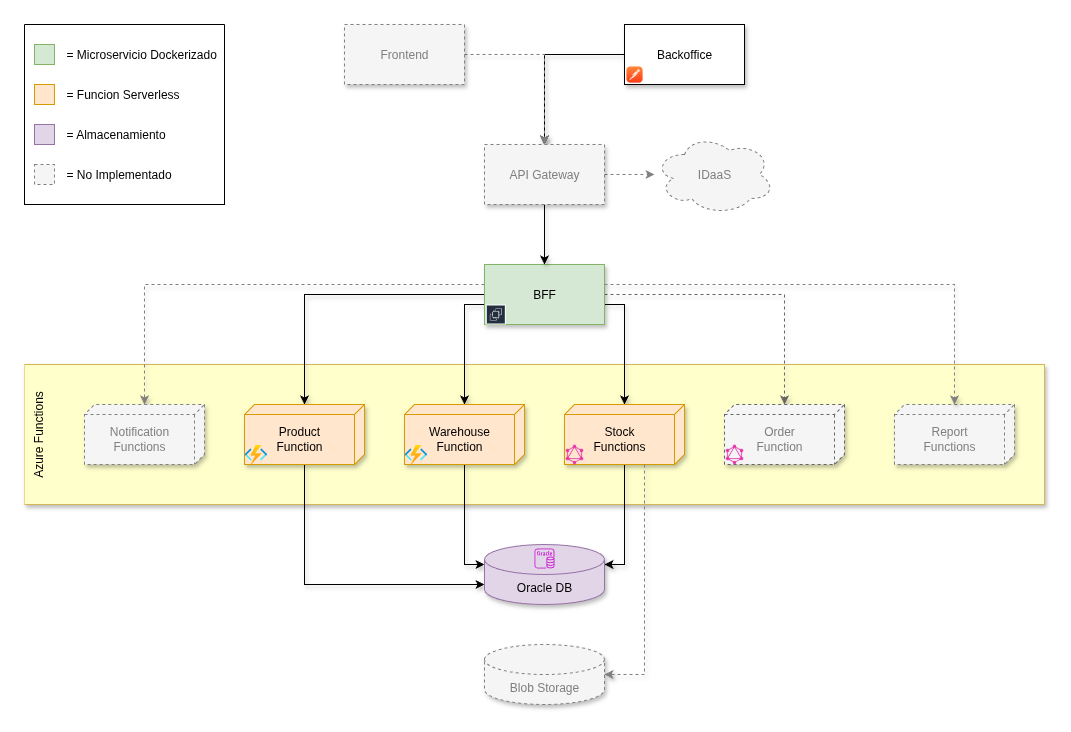 = Microservicio Dockerizado
= Funcion Serverless
= Almacenamiento
= No Implementado
Frontend
Backoffice
API Gateway
IDaaS
BFF
Azure Functions
Notification
Functions
Product
Function
Warehouse
Function
Stock
Functions
Order
Function
Report
Functions
Oracle
Oracle DB
Blob Storage